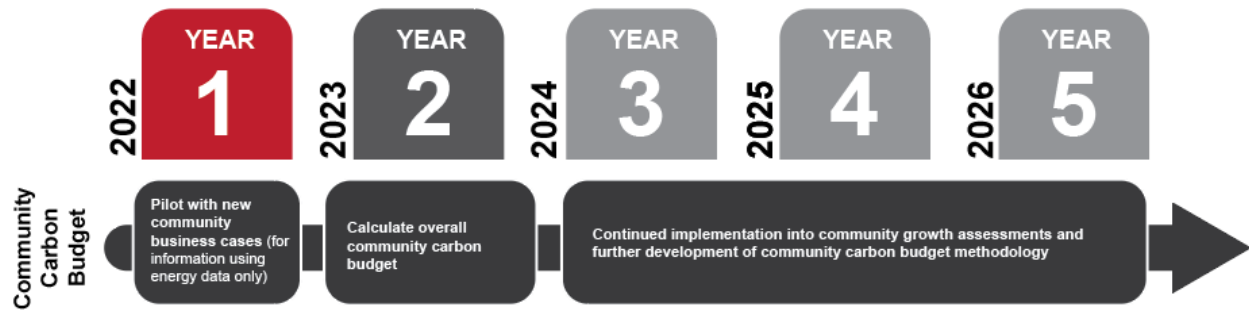 YEAR
1
2022
YEAR
2
2023
YEAR
3
2024
YEAR
4
2025
YEAR
5
2026
Community
Carbon
Budget
Pilot with new
community
business cases (for
information using
energy data only)
Calculate overall
community carbon
budget
Continued implementation into community growth assessments and
further development of community carbon budget methodology